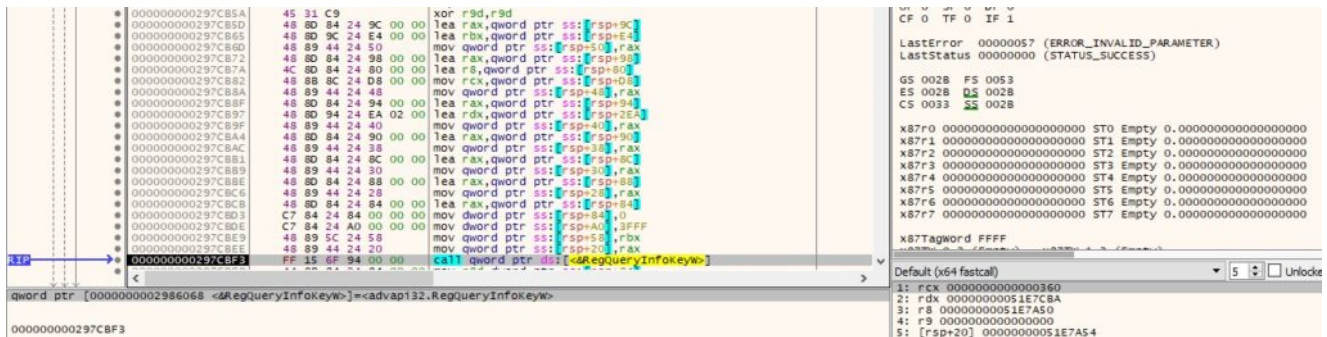 000000000297CB5A 45 31 C9 xor r9d,r9d
000000000297CB5D 48 8D 84 24 9C 00 00 lea rax,qword ptr ss:[rsp+9C]
000000000297CB65 48 8D 9C 24 E4 00 00 lea rbx,qword ptr ss:[rsp+E4]
000000000297CB6D 48 89 44 24 50 mov qword ptr ss:[rsp+50],rax
000000000297CB72 48 8D 84 24 98 00 00 lea rax,qword ptr ss:[rsp+98]
000000000297CB7A 4C 8D 84 24 80 00 00 lea r8,qword ptr ss:[rsp+80]
000000000297CB82 48 8B 8C 24 D8 00 00 mov rcx,qword ptr ss:[rsp+D8]
000000000297CB8A 48 89 44 24 48 mov qword ptr ss:[rsp+48],rax
000000000297CB8F 48 8D 84 24 94 00 00 lea rax,qword ptr ss:[rsp+94]
000000000297CB97 48 8D 94 24 EA 02 00 lea rdx,qword ptr ss:[rsp+2EA]
000000000297CB9F 48 89 44 24 40 mov qword ptr ss:[rsp+40],rax
000000000297CBA4 48 8D 84 24 90 00 00 lea rax,qword ptr ss:[rsp+90]
000000000297CBAC 48 89 44 24 38 mov qword ptr ss:[rsp+38],rax
000000000297CBB1 48 8D 84 24 8C 00 00 lea rax,qword ptr ss:[rsp+8C]
000000000297CBB9 48 89 44 24 30 mov qword ptr ss:[rsp+30],rax
000000000297CBBE 48 8D 84 24 88 00 00 lea rax,qword ptr ss:[rsp+88]
000000000297CBC6 48 89 44 24 28 mov qword ptr ss:[rsp+28],rax
000000000297CBCB 48 8D 84 24 84 00 00 lea rax,qword ptr ss:[rsp+84]
000000000297CBD3 C7 84 24 84 00 00 00 mov dword ptr ss:[rsp+84],0
000000000297CBDE C7 84 24 A0 00 00 00 mov dword ptr ss:[rsp+A0],3FFF
000000000297CBE9 48 89 5C 24 58 mov qword ptr ss:[rsp+58],rbx
000000000297CBEE 48 89 44 24 20 mov qword ptr ss:[rsp+20],rax
RIP 000000000297CBF3 FF 15 6F 94 00 00 call qword ptr ds:[<&RegQueryInfoKeyW>]
qword ptr [0000000002986068 <&RegQueryInfoKeyW>]=<advapi32.RegQueryInfoKeyW>
000000000297CBF3
CF 0 TF 0 IF 1
LastError 00000057 (ERROR_INVALID_PARAMETER)
LastStatus 00000000 (STATUS_SUCCESS)
GS 002B FS 0053
ES 002B DS 002B
CS 0033 SS 002B
x87r0 00000000000000000000 ST0 Empty 0.000000000000000000
x87r1 00000000000000000000 ST1 Empty 0.000000000000000000
x87r2 00000000000000000000 ST2 Empty 0.000000000000000000
x87r3 00000000000000000000 ST3 Empty 0.000000000000000000
x87r4 00000000000000000000 ST4 Empty 0.000000000000000000
x87r5 00000000000000000000 ST5 Empty 0.000000000000000000
x87r6 00000000000000000000 ST6 Empty 0.000000000000000000
x87r7 00000000000000000000 ST7 Empty 0.000000000000000000
x87TagWord FFFF
Default (x64 fastcall) 5 Unlocke
1: rcx 0000000000000360
2: rdx 00000000051E7CBA
3: r8 00000000051E7A50
4: r9 0000000000000000
5: [rsp+20] 00000000051E7A54